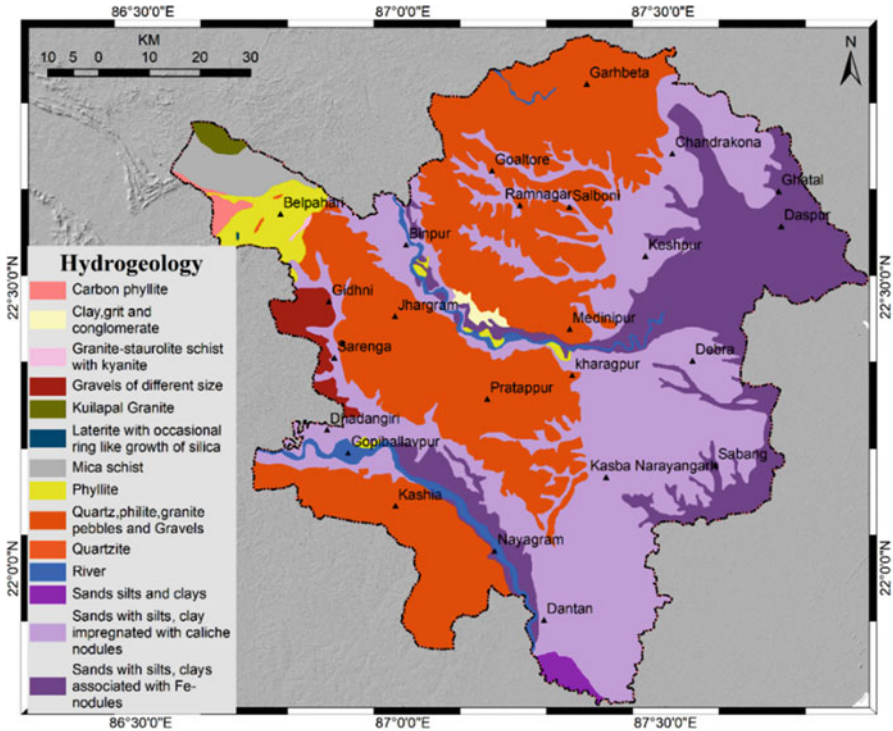 86°30'0"E 87°0'0"E 87°30'0"E
KM
10 5 0 10 20 30
N
Garhbeta
Chandrakona
Goaltore
Ghatal
Ramnagar
Salboni
Belpahari
Daspur
Binpur
Keshpur
22°30'0"N
22°30'0"N
Gidhni
Jhargram
Medinipur
Sarenga
Debra
kharagpur
Pratappur
Dhadangiri
Gopiballavpur
Sabang
Kasba Narayangarh
Kashia
Nayagram
22°0'0"N
22°0'0"N
Dantan
Hydrogeology
Carbon phyllite
Clay,grit and
conglomerate
Granite-staurolite schist
with kyanite
Gravels of different size
Kuilapal Granite
Laterite with occasional
ring like growth of silica
Mica schist
Phyllite
Quartz,philite,granite
pebbles and Gravels
Quartzite
River
Sands silts and clays
Sands with silts, clay
impregnated with caliche
nodules
Sands with silts, clays
associated with Fe-
nodules
86°30'0"E 87°0'0"E 87°30'0"E